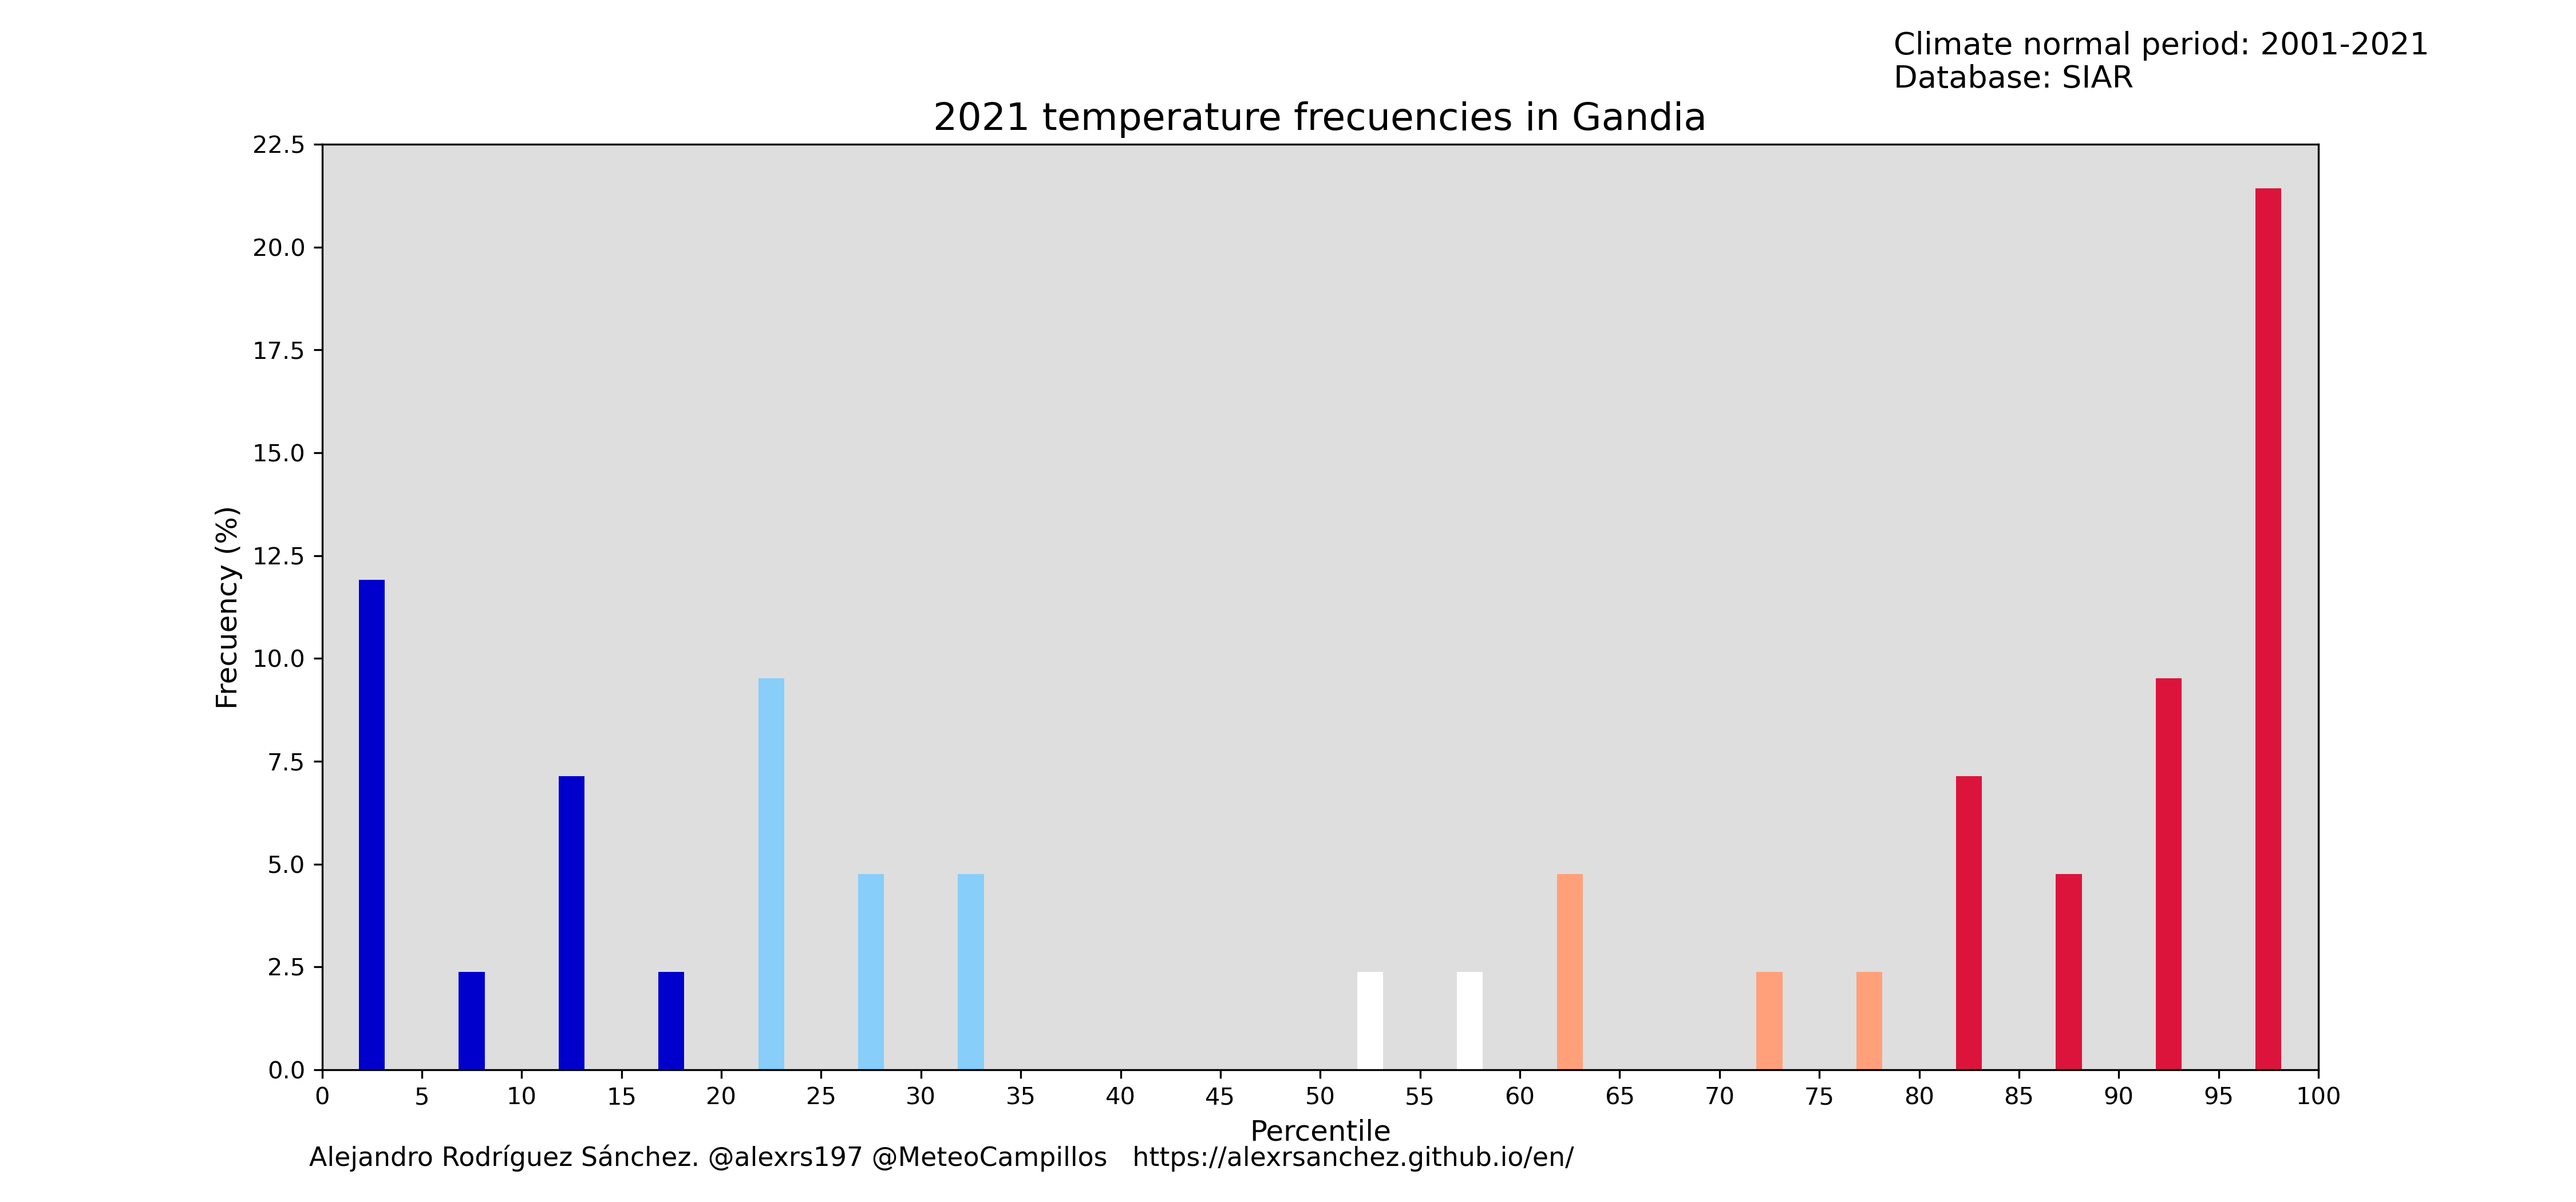 Climate normal period: 2001-2021
Database: SIAR
2021 temperature frecuencies in Gandia
22.5
20.0
17.5
15.0
12.5
10.0
7.5
5.0
2.5
0.0
Frecuency (%)
0 5 10 15 20 25 30 35 40 45 50 55 60 65 70 75 80 85 90 95 100
Percentile
Alejandro Rodríguez Sánchez. @alexrs197 @MeteoCampillos https://alexrsanchez.github.io/en/